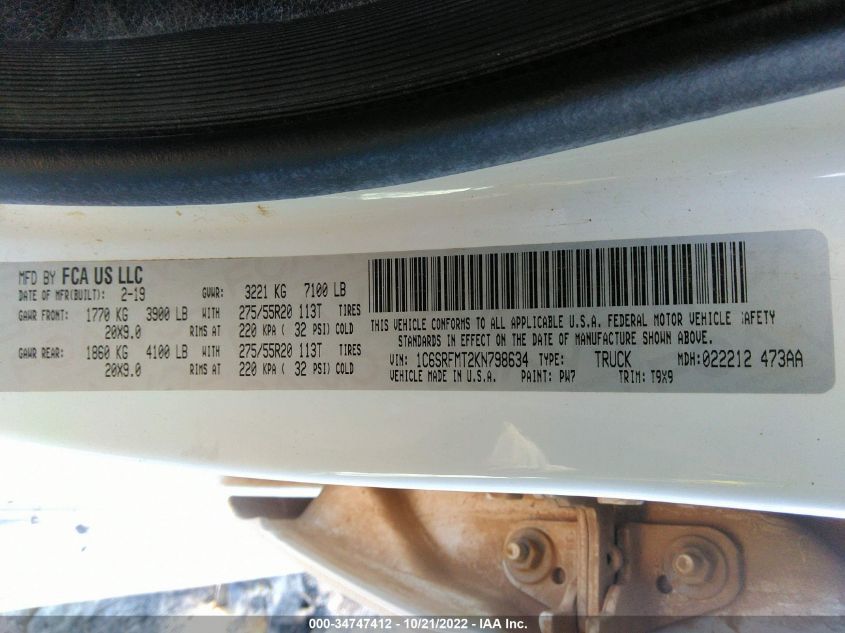 MFD BY FCA US LLC
DATE OF MFR(BUILT): 2-19 GVWR: 3221 KG 7100 LB
GAWR FRONT: 1770 KG 3900 LB WITH 275/55R20 113T TIRES
20X9.0 RIMS AT 220 KPA ( 32 PSI) COLD
GAWR REAR: 1860 KG 4100 LB WITH 275/55R20 113T TIRES
20X9.0 RIMS AT 220 KPA ( 32 PSI) COLD
THIS VEHICLE CONFORMS TO ALL APPLICABLE U.S.A. FEDERAL MOTOR VEHICLE SAFETY
STANDARDS IN EFFECT ON THE DATE OF MANUFACTURE SHOWN ABOVE.
VIN: 1C6SRFMT2KN798634 TYPE: TRUCK MDH: 022212 473AA
MADE IN U.S.A. PAINT: PW7 TRIM: T9X9
000-34747412 - 10/21/2022 - IAA Inc.